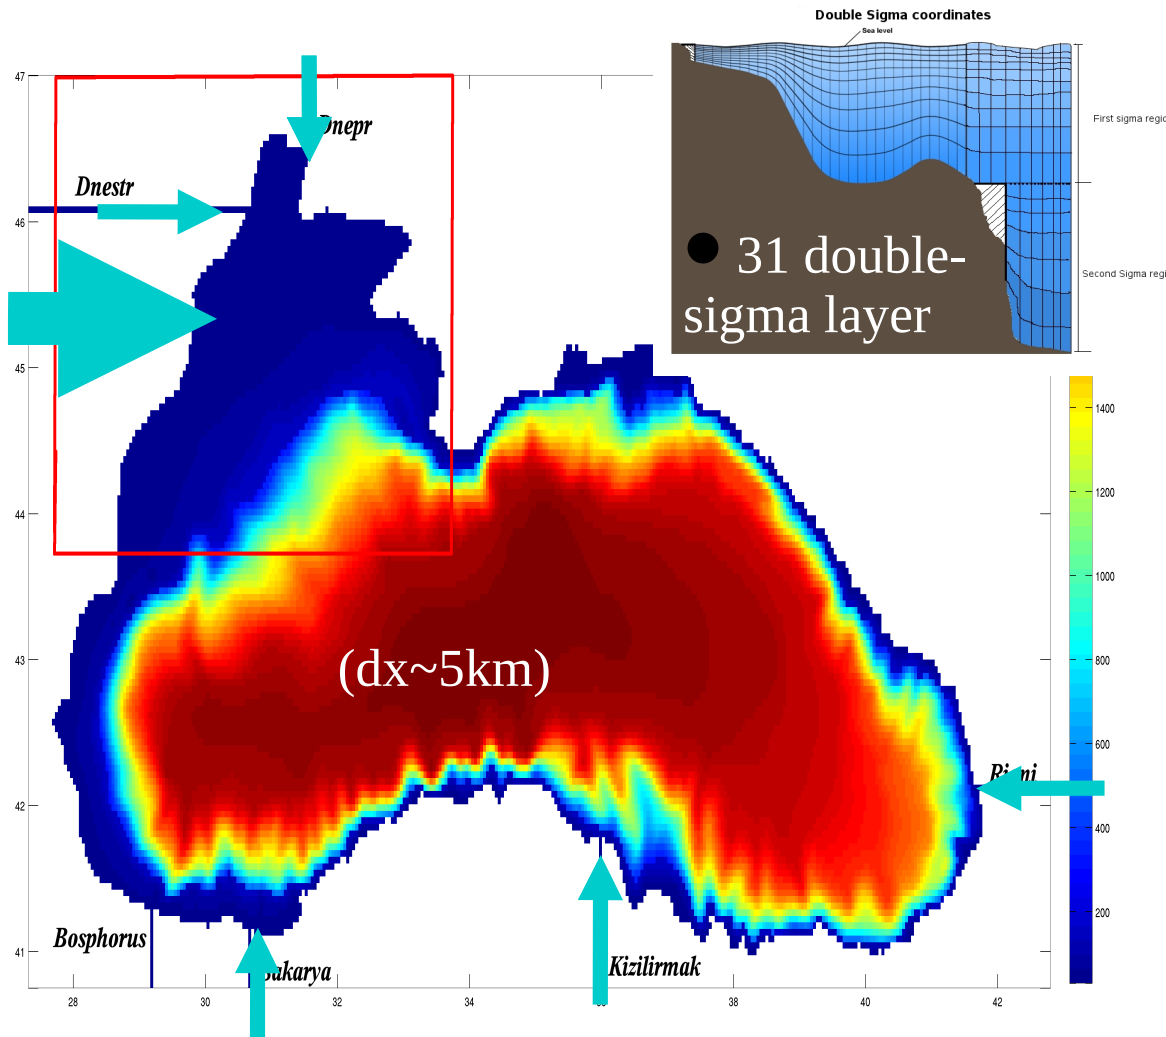 Double Sigma coordinates
Sea level
First sigma regio
Second Sigma regi
31 double-
sigma layer
47
46
45
44
43
42
41
Dnepr
Dnestr
(dx~5km)
Bosphorus
Sakarya
Kizilirmak
28
30
32
34
36
38
40
42
1400
1200
1000
800
600
400
200